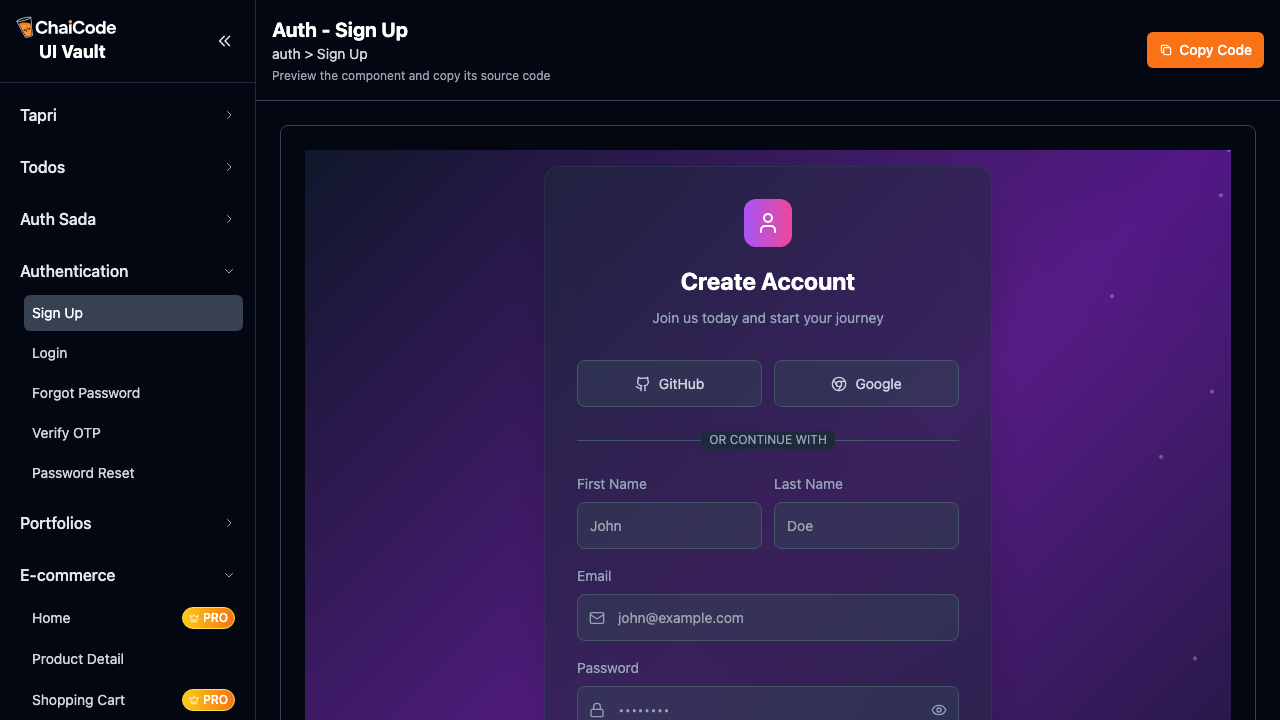 ChaiCode
UI Vault
Tapri
Todos
Auth Sada
Authentication
Sign Up
Login
Forgot Password
Verify OTP
Password Reset
Portfolios
E-commerce
Home
PRO
Product Detail
Shopping Cart
PRO
Auth - Sign Up
auth > Sign Up
Preview the component and copy its source code
Copy Code
Create Account
Join us today and start your journey
GitHub
Google
OR CONTINUE WITH
First Name
Last Name
John
Doe
Email
john@example.com
Password
••••••••